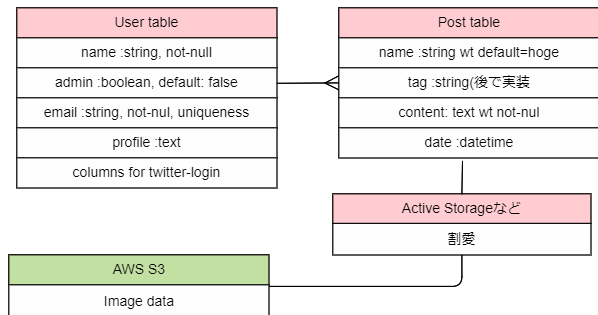 User table
name :string, not-null
admin :boolean, default: false
email :string, not-nul, uniqueness
profile :text
columns for twitter-login
Post table
name :string wt default=hoge
tag :string(後で実装
content: text wt not-nul
date :datetime
Active Storageなど
割愛
AWS S3
Image data